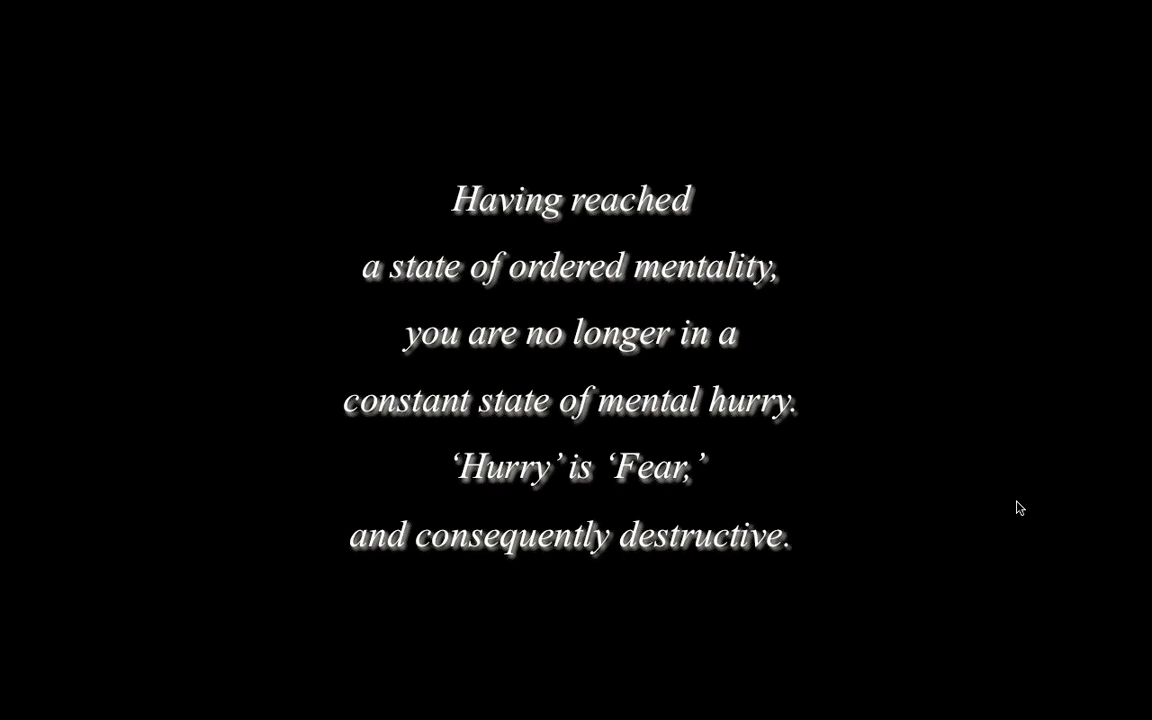 Having reached
a state of ordered mentality,
you are no longer in a
constant state of mental hurry.
‘Hurry’ is ‘Fear,’
and consequently destructive.